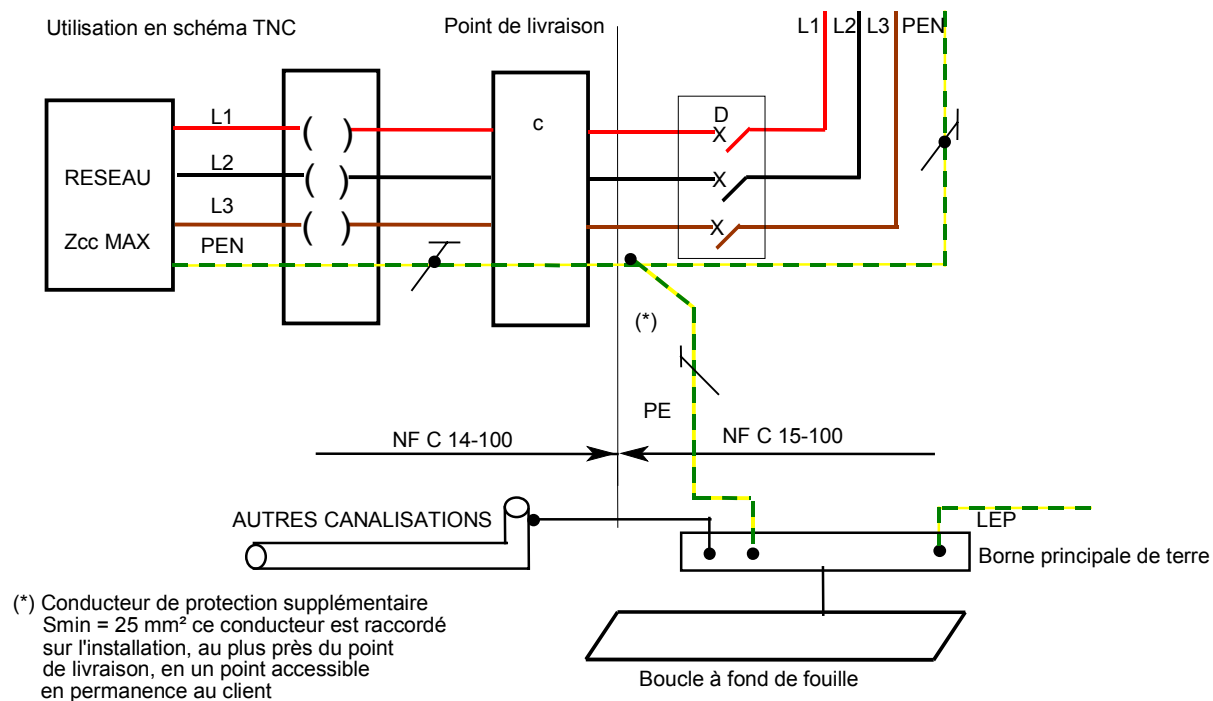 Utilisation en schéma TNC
Point de livraison
L1 L2 L3 PEN
RESEAU
Zcc MAX
L1
L2
L3
PEN
c
D
X
X
X
(*)
PE
NF C 14-100
NF C 15-100
AUTRES CANALISATIONS
LEP
Borne principale de terre
Boucle à fond de fouille
(*) Conducteur de protection supplémentaire
Smin = 25 mm² ce conducteur est raccordé
sur l'installation, au plus près du point
de livraison, en un point accessible
en permanence au client